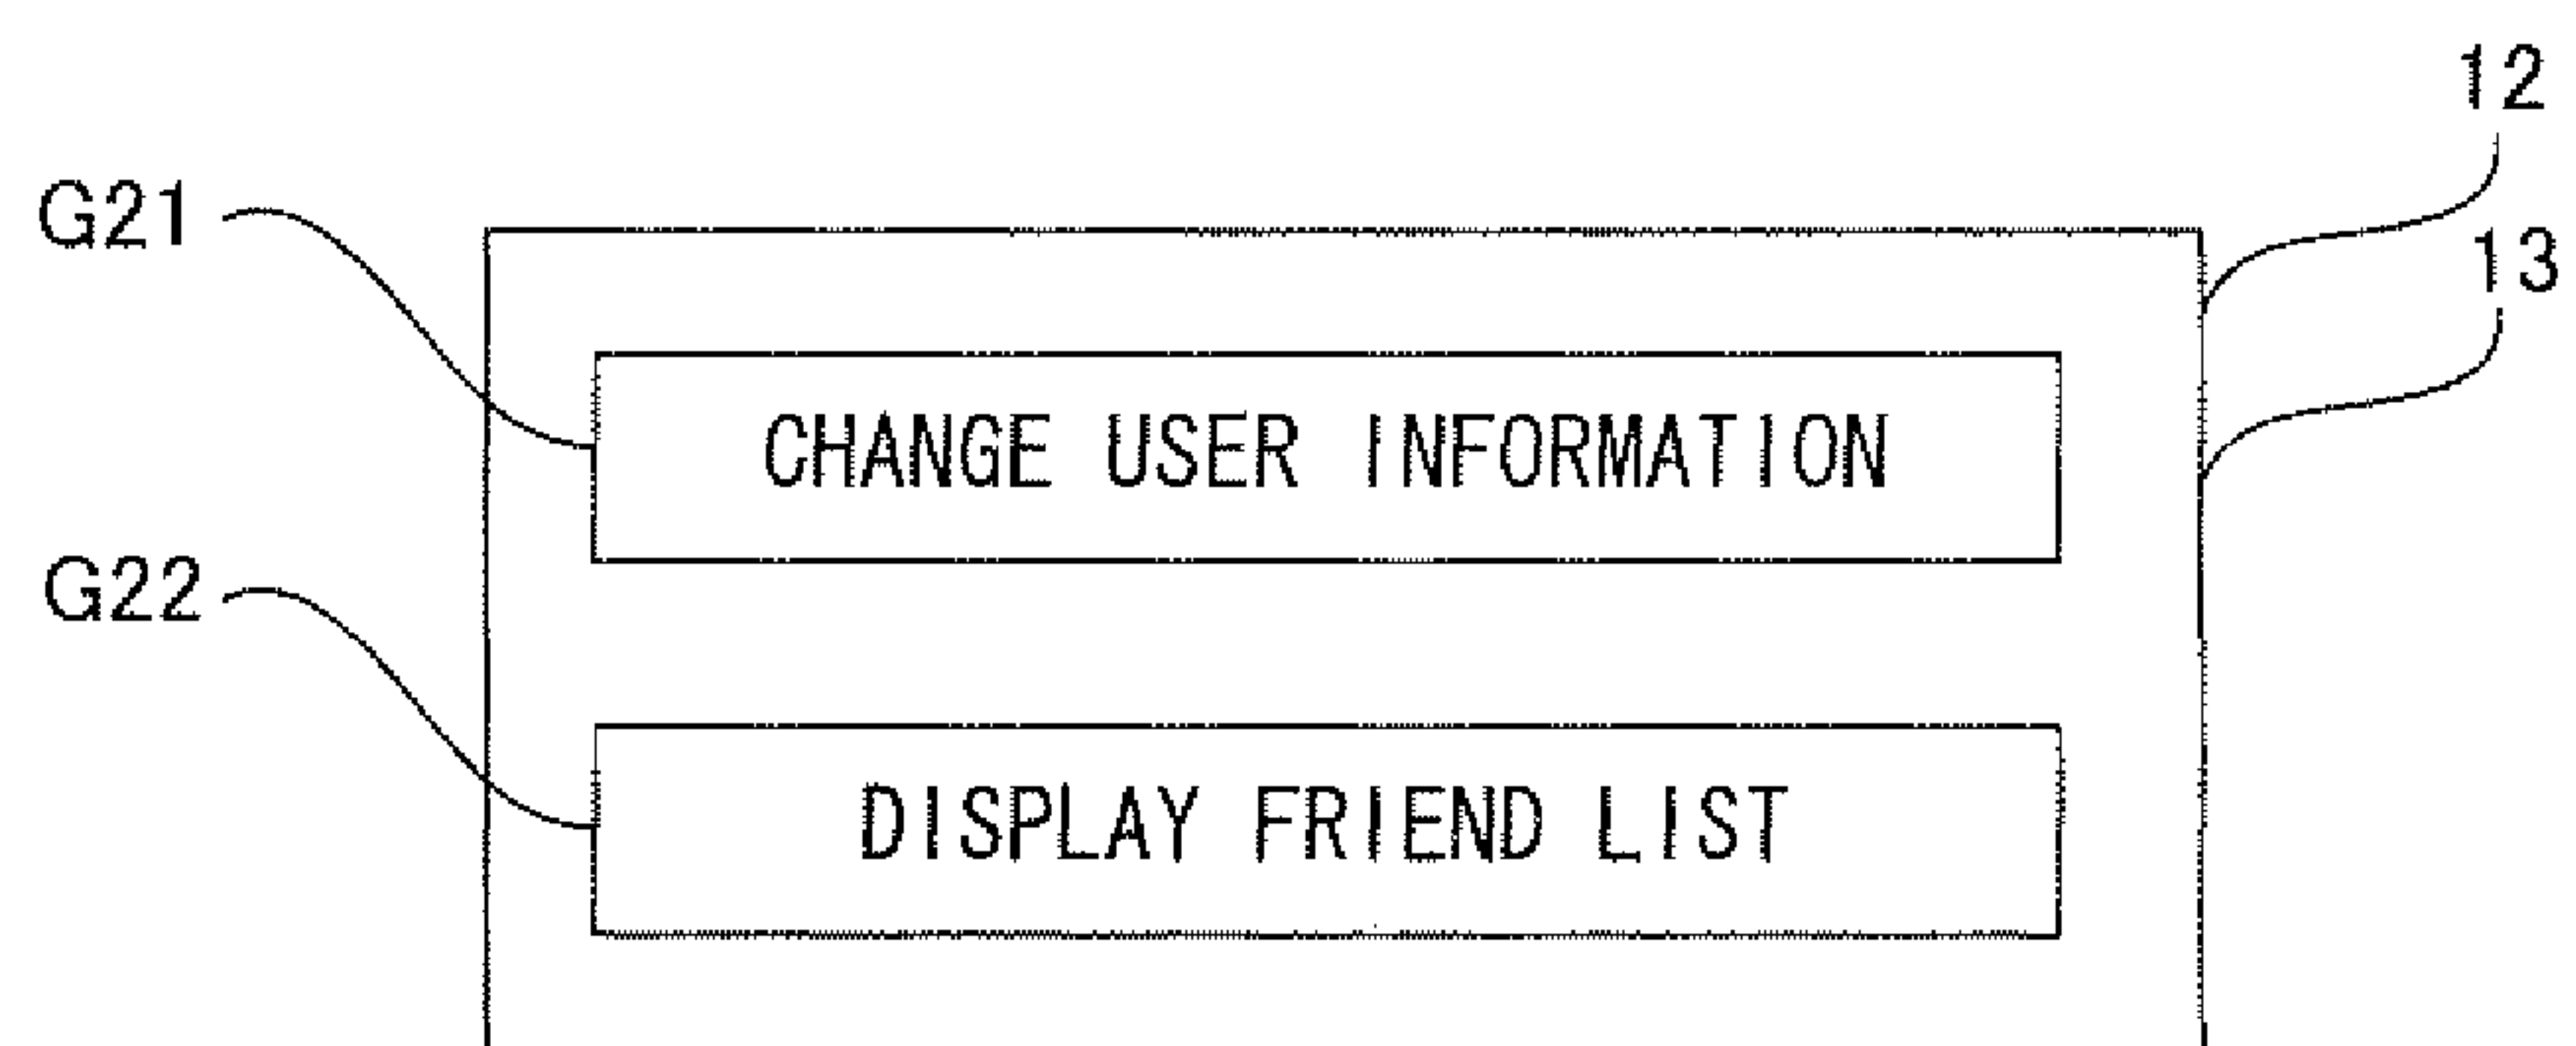 12
G21
13
CHANGE USER INFORMATION
G22
DISPLAY FRIEND LIST